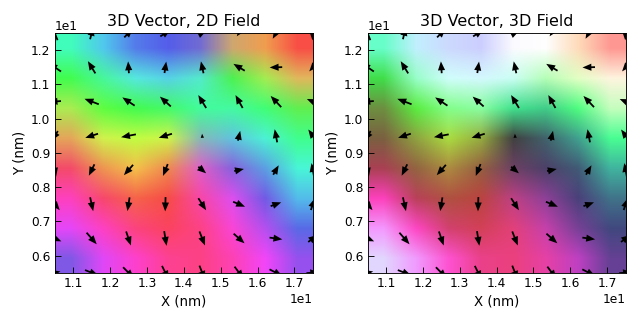 3D Vector, 2D Field
1e1
1.2
1.1
1.0
0.9
0.8
0.7
0.6
Y (nm)
1.1 1.2 1.3 1.4 1.5 1.6 1.7
X (nm)
1e1
3D Vector, 3D Field
1e1
1.2
1.1
1.0
0.9
0.8
0.7
0.6
Y (nm)
1.1 1.2 1.3 1.4 1.5 1.6 1.7
X (nm)
1e1